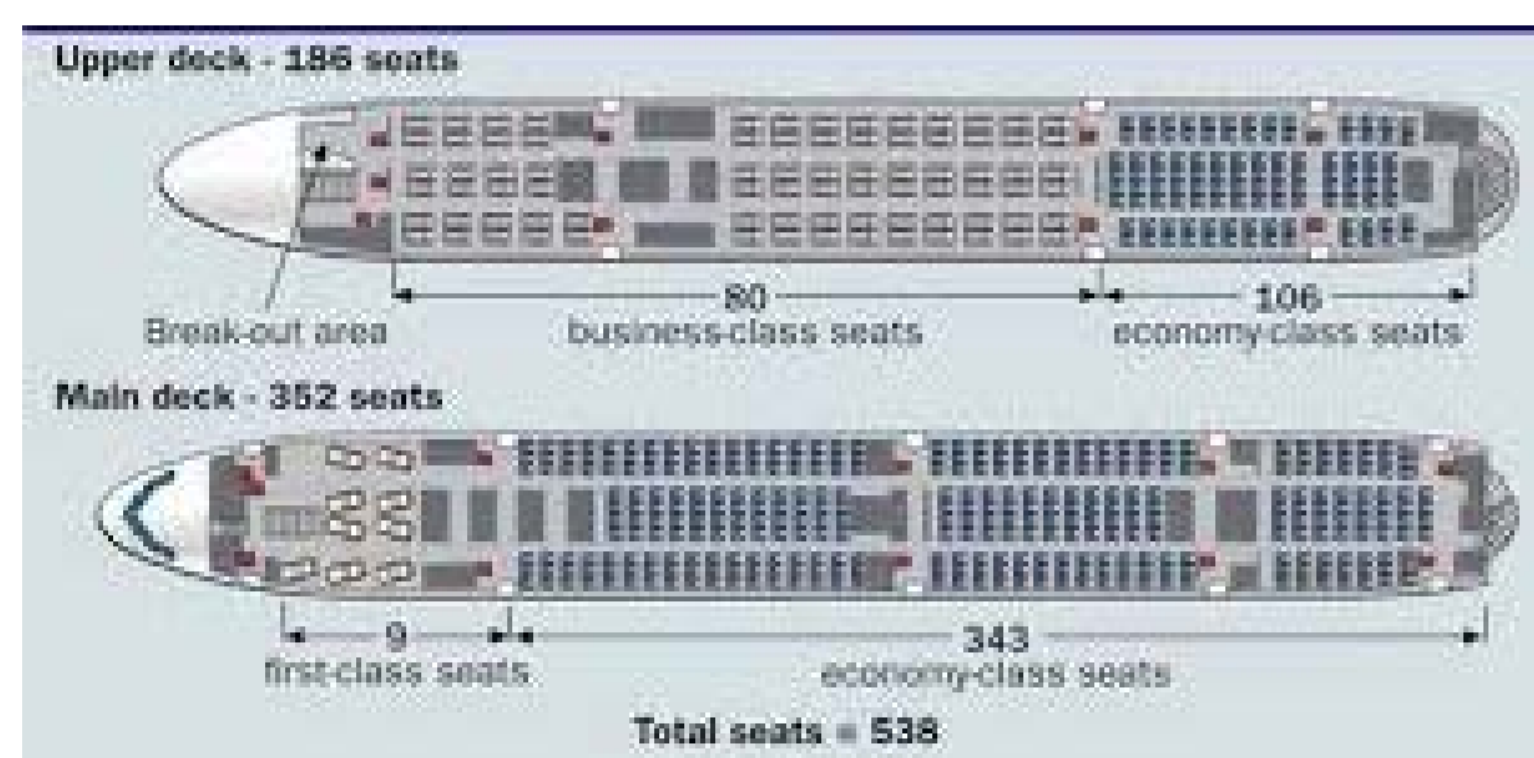 Upper deck - 186 seats
80
106
Break-out area
business-class seats
economy-class seats
Main deck - 352 seats
9
343
first-class seats
economy-class seats
Total seats = 538